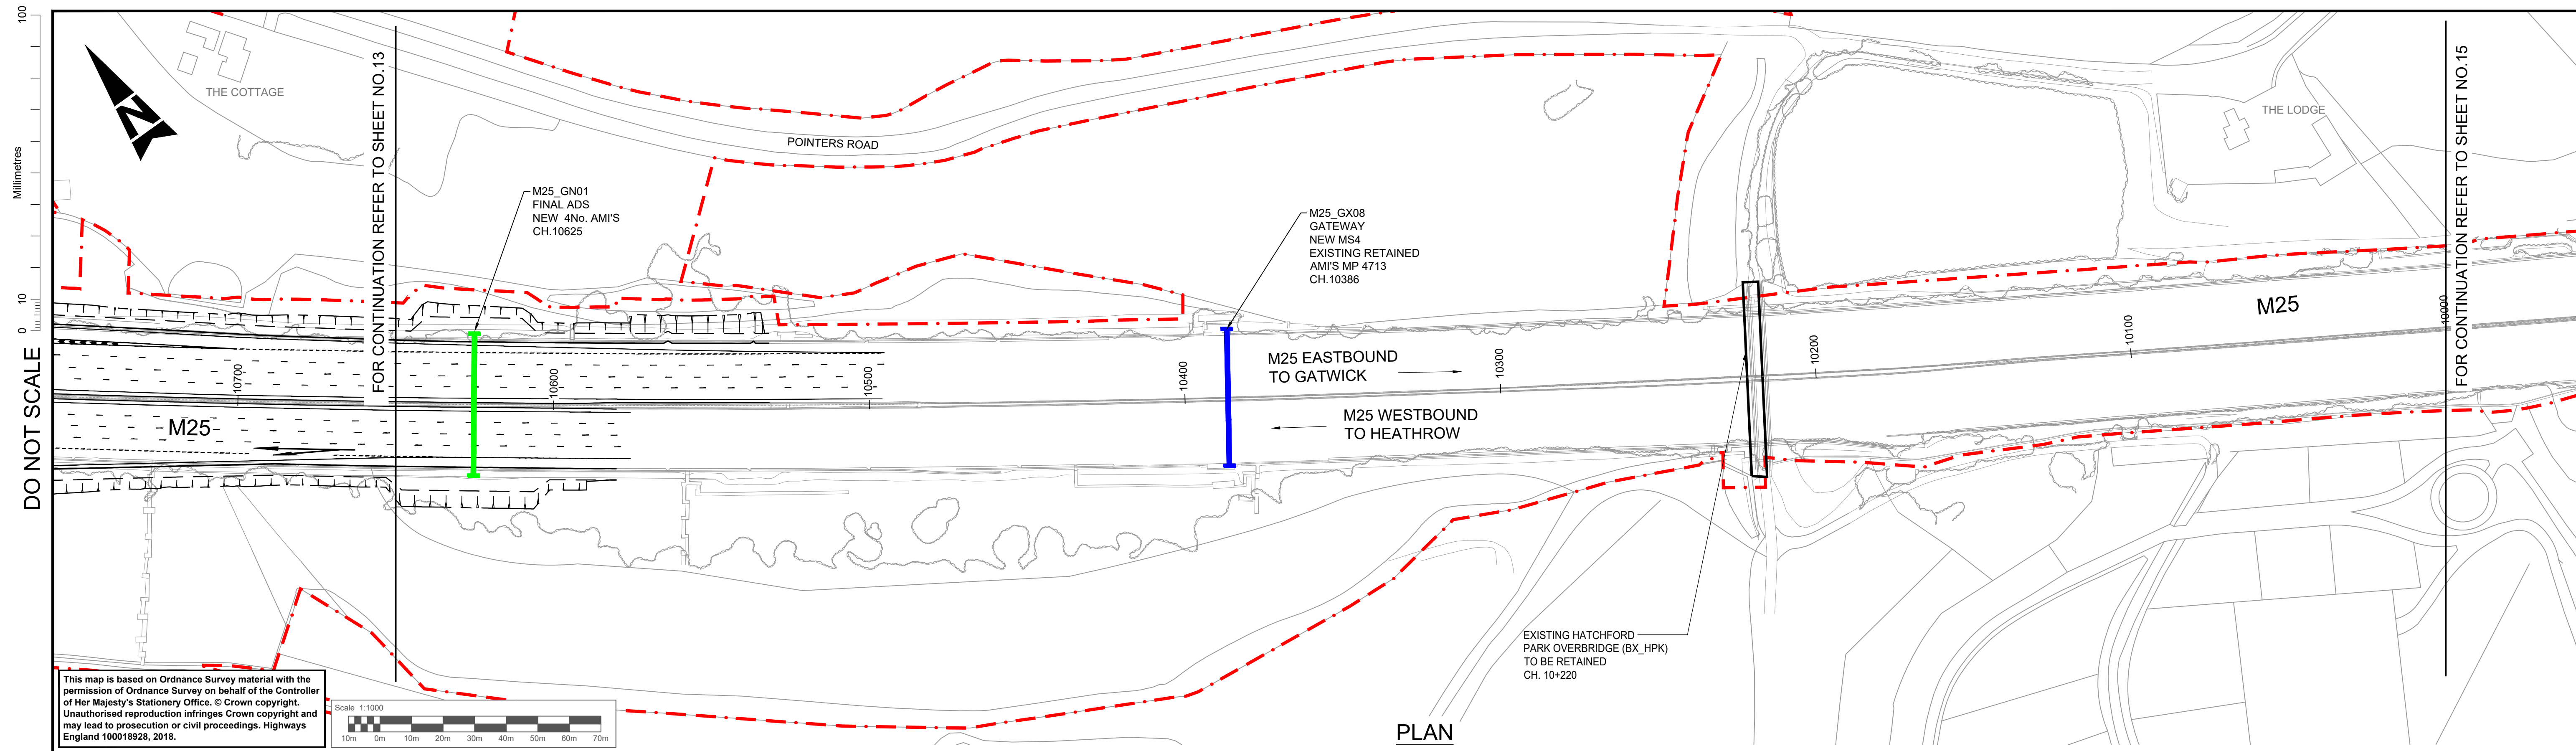 100
Millimetres
10
0
DO NOT SCALE
N
THE COTTAGE
FOR CONTINUATION REFER TO SHEET NO.13
POINTERS ROAD
M25_GN01
FINAL ADS
NEW 4No. AMI'S
CH.10625
M25_GX08
GATEWAY
NEW MS4
EXISTING RETAINED
AMI'S MP 4713
CH.10386
THE LODGE
FOR CONTINUATION REFER TO SHEET NO.15
M25
10700
10600
10500
10400
10300
10200
10100
10000
M25 EASTBOUND
TO GATWICK
M25 WESTBOUND
TO HEATHROW
M25
EXISTING HATCHFORD
PARK OVERBRIDGE (BX_HPK)
TO BE RETAINED
CH. 10+220
This map is based on Ordnance Survey material with the
permission of Ordnance Survey on behalf of the Controller
of Her Majesty's Stationery Office. © Crown copyright.
Unauthorised reproduction infringes Crown copyright and
may lead to prosecution or civil proceedings. Highways
England 100018928, 2018.
Scale 1:1000
10m 0m 10m 20m 30m 40m 50m 60m 70m
PLAN